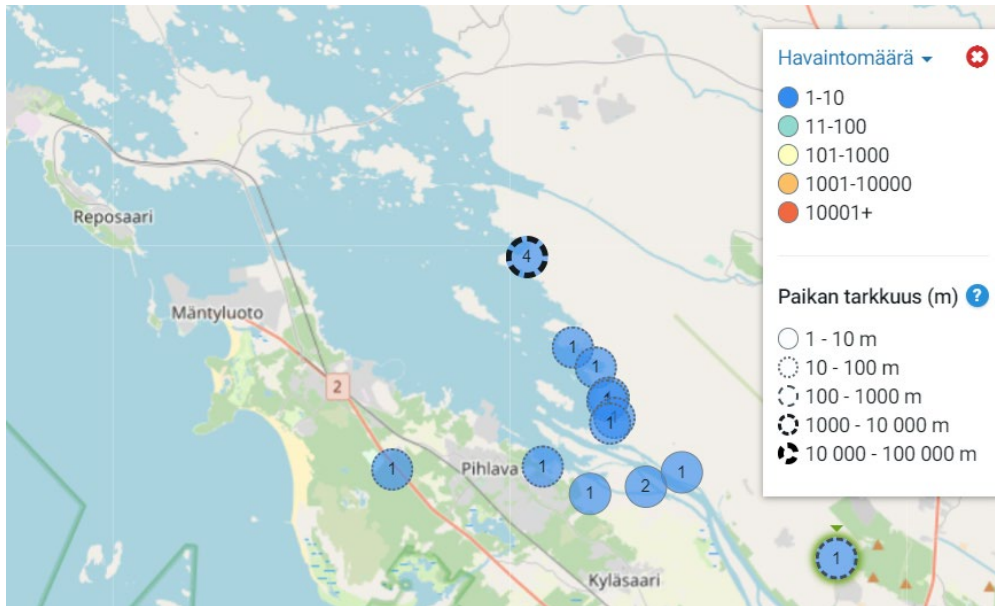 Havaintomäärä
1-10
11-100
101-1000
1001-10000
10001+
Paikan tarkkuus (m) ?
1 - 10 m
10 - 100 m
100 - 1000 m
1000 - 10 000 m
10 000 - 100 000 m
Reposaari
4
Mäntyluoto
1
1
2
1
1
1
Pihlava
1
1
1
2
1
1
Kyläsaari